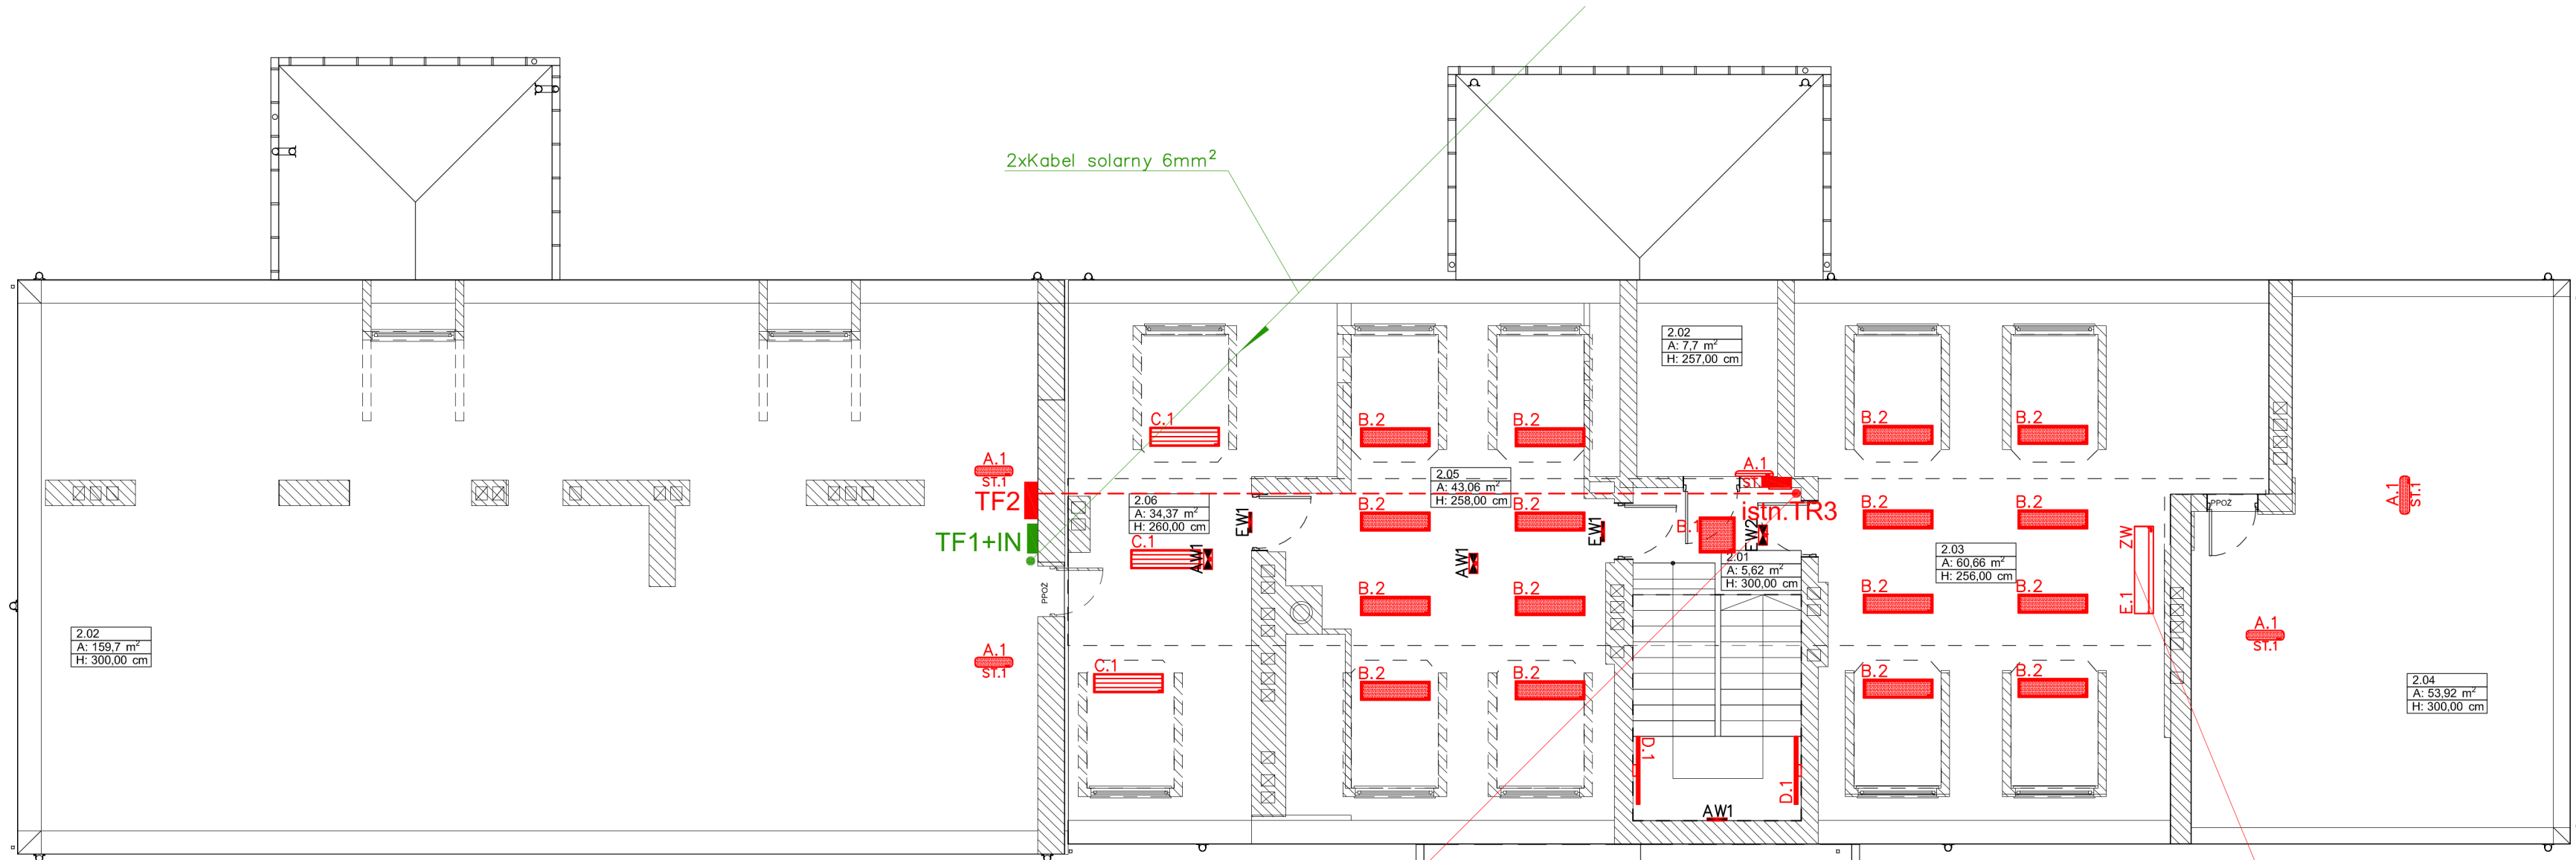 2xKabel solarny 6mm²
2.02
A: 7,7 m²
H: 257,00 cm
C.1
B.2
B.2
B.2
B.2
A.1
ST.1
TF2
TF1+IN
2.06
A: 34,37 m²
H: 260,00 cm
EW1
C.1
AW1
2.05
A: 43,06 m²
H: 258,00 cm
B.2
B.2
AW1
EW1
A.1
istn.TR3
B.1
EW2
2.01
A: 5,62 m²
H: 300,00 cm
B.2
B.2
2.03
A: 60,66 m²
H: 256,00 cm
ZW
E.1
PPOŻ
A.1
ST.1
PPOŻ
B.2
B.2
B.2
B.2
A.1
ST.1
2.02
A: 159,7 m²
H: 300,00 cm
A.1
ST.1
C.1
B.2
B.2
B.2
B.2
2.04
A: 53,92 m²
H: 300,00 cm
D.1
D.1
AW1